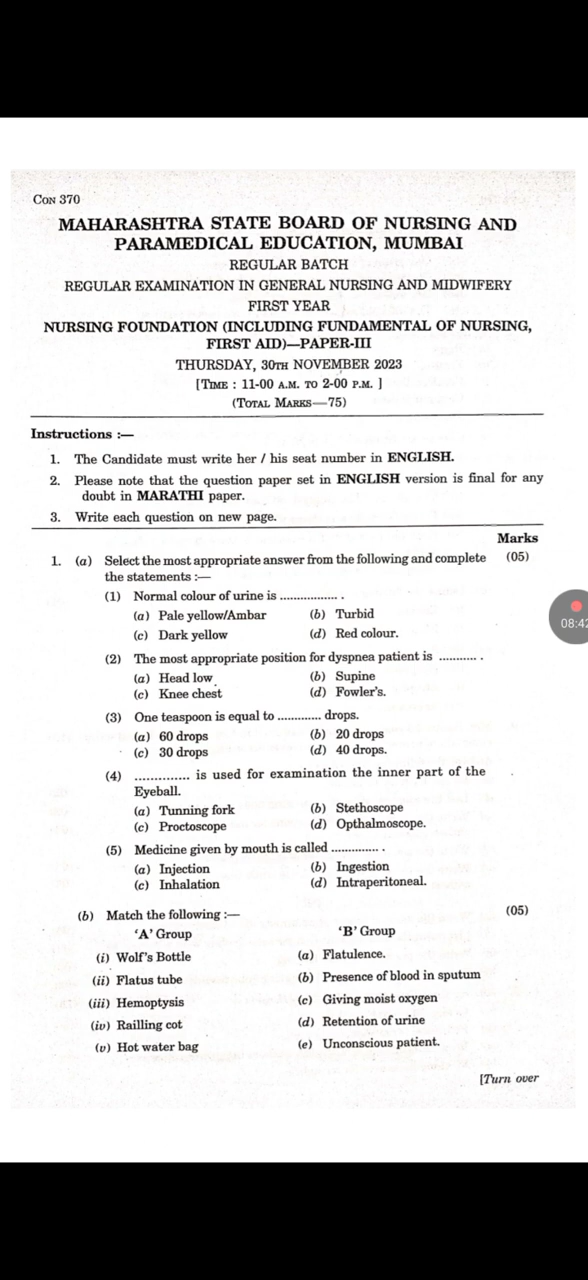 CON 370
MAHARASHTRA STATE BOARD OF NURSING AND
PARAMEDICAL EDUCATION, MUMBAI
REGULAR BATCH
REGULAR EXAMINATION IN GENERAL NURSING AND MIDWIFERY
FIRST YEAR
NURSING FOUNDATION (INCLUDING FUNDAMENTAL OF NURSING,
FIRST AID)—PAPER-III
THURSDAY, 30TH NOVEMBER 2023
[TIME : 11-00 A.M. TO 2-00 P.M. ]
(TOTAL MARKS—75)
Instructions :—
1. The Candidate must write her / his seat number in ENGLISH.
2. Please note that the question paper set in ENGLISH version is final for any
doubt in MARATHI paper.
3. Write each question on new page.
Marks
1. (a) Select the most appropriate answer from the following and complete (05)
the statements :—
(1) Normal colour of urine is .................. .
(a) Pale yellow/Ambar (b) Turbid
(c) Dark yellow (d) Red colour.
08:42
(2) The most appropriate position for dyspnea patient is ........... .
(a) Head low (b) Supine
(c) Knee chest (d) Fowler's.
(3) One teaspoon is equal to ............. drops.
(a) 60 drops (b) 20 drops
(c) 30 drops (d) 40 drops.
(4) .............. is used for examination the inner part of the
Eyeball.
(a) Tunning fork (b) Stethoscope
(c) Proctoscope (d) Opthalmoscope.
(5) Medicine given by mouth is called .............. .
(a) Injection (b) Ingestion
(c) Inhalation (d) Intraperitoneal.
(b) Match the following :— (05)
'A' Group 'B' Group
(i) Wolf's Bottle (a) Flatulence.
(ii) Flatus tube (b) Presence of blood in sputum
(iii) Hemoptysis (c) Giving moist oxygen
(iv) Railling cot (d) Retention of urine
(v) Hot water bag (e) Unconscious patient.
[Turn over